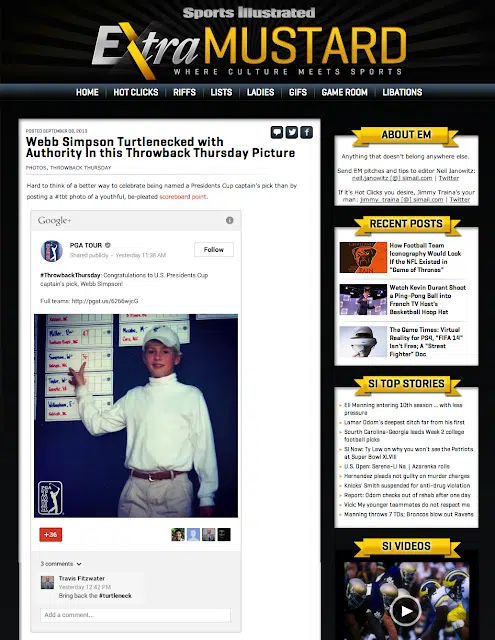 Sports Illustrated
ExtraMUSTARD
WHERE CULTURE MEETS SPORTS
HOME | HOT CLICKS | RIFFS | LISTS | LADIES | GIFS | GAME ROOM | LIBATIONS
Webb Simpson Turtlenecked with
Authority in this Throwback Thursday Picture
PHOTOS, THROWBACK THURSDAY
Hard to think of a better way to celebrate being named a Presidents Cup captain's pick than by
posting a #tbt photo of a youthful, be-pleated scoreboard point.
Google+
PGA TOUR
Shared publicly - Yesterday 11:38 AM
Follow
#ThrowbackThursday: Congratulations to U.S. Presidents Cup
captain's pick, Webb Simpson!
Full teams: http://pgat.us/6266wjcG
PGA TOUR
+36
3 comments
Travis Fitzwater
Yesterday 12:42 PM
Bring back the #turtleneck
Add a comment...
ABOUT EM
Anything that doesn't belong anywhere else.
Send EM pitches and tips to editor Neil Janowitz:
neil.janowitz [@] simail.com | Twitter
If it's Hot Clicks you desire, Jimmy Traina's your
man: jimmy_traina [@] simail.com | Twitter
RECENT POSTS
How Football Team
Iconography Would Look
If the NFL Existed in
"Game of Thrones"
Watch Kevin Durant Shoot
a Ping-Pong Ball into
French TV Host's
Basketball Hoop Hat
The Game Times: Virtual
Reality for PS4, "FIFA 14"
Isn't Free; A "Street
Fighter" Doc
SI TOP STORIES
Eli Manning entering 10th season ... with less
pressure
Lamar Odom's deepest ditch far from his first
South Carolina-Georgia leads Week 2 college
football picks
SI Now: Ty Law on why you won't see the Patriots
at Super Bowl XLVIII
U.S. Open: Serena-Li Na | Azaranka rolls
Hernandez pleads not guilty on murder charges
Knicks' Smith suspended for anti-drug violation
Report: Odom checks out of rehab after one day
Vick: My younger teammates do not respect me
Manning throws 7 TDs; Broncos blow out Ravens
SI VIDEOS